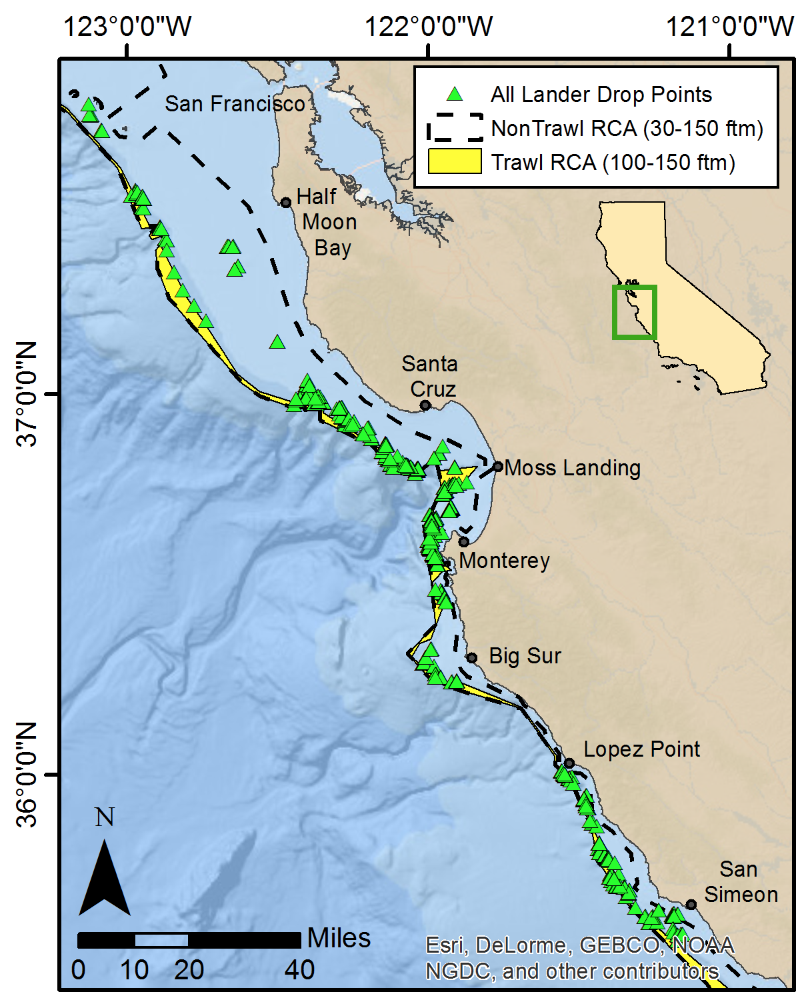 123°0'0"W 122°0'0"W 121°0'0"W
All Lander Drop Points
NonTrawl RCA (30-150 ftm)
Trawl RCA (100-150 ftm)
San Francisco
Half
Moon
Bay
37°0'0"N
Santa
Cruz
Moss Landing
Monterey
Big Sur
36°0'0"N
Lopez Point
N
San
Simeon
Miles
0 10 20 40
Esri, DeLorme, GEBCO, NOAA
NGDC, and other contributors